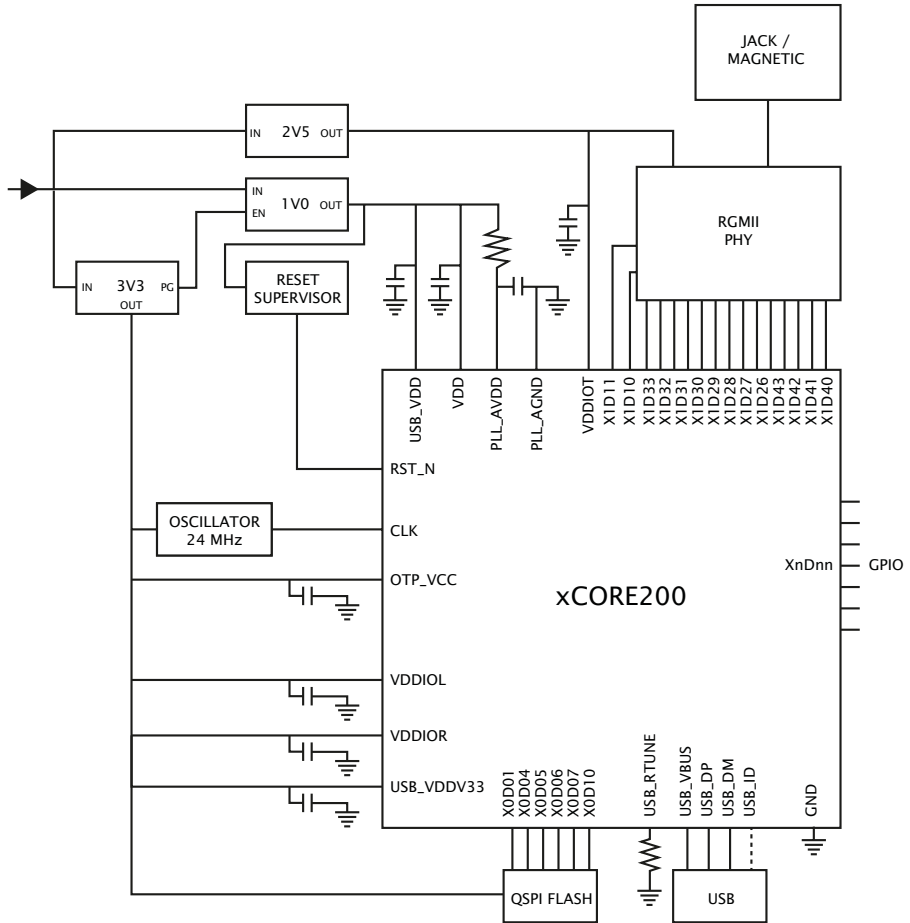 JACK /
MAGNETIC
IN 2V5 OUT
IN
1V0 OUT
EN
RGMII
PHY
IN 3V3 PG
OUT
RESET
SUPERVISOR
USB_VDD
VDD
PLL_AVDD
PLL_AGND
VDDIOT
X1D11
X1D10
X1D33
X1D32
X1D31
X1D30
X1D29
X1D28
X1D27
X1D26
X1D43
X1D42
X1D41
X1D40
RST_N
OSCILLATOR
24 MHz
CLK
XnDnn GPIO
OTP_VCC
xCORE200
VDDIOL
VDDIOR
USB_VDDV33
X0D01
X0D04
X0D05
X0D06
X0D07
X0D10
USB_RTUNE
USB_VBUS
USB_DP
USB_DM
USB_ID
GND
QSPI FLASH
USB